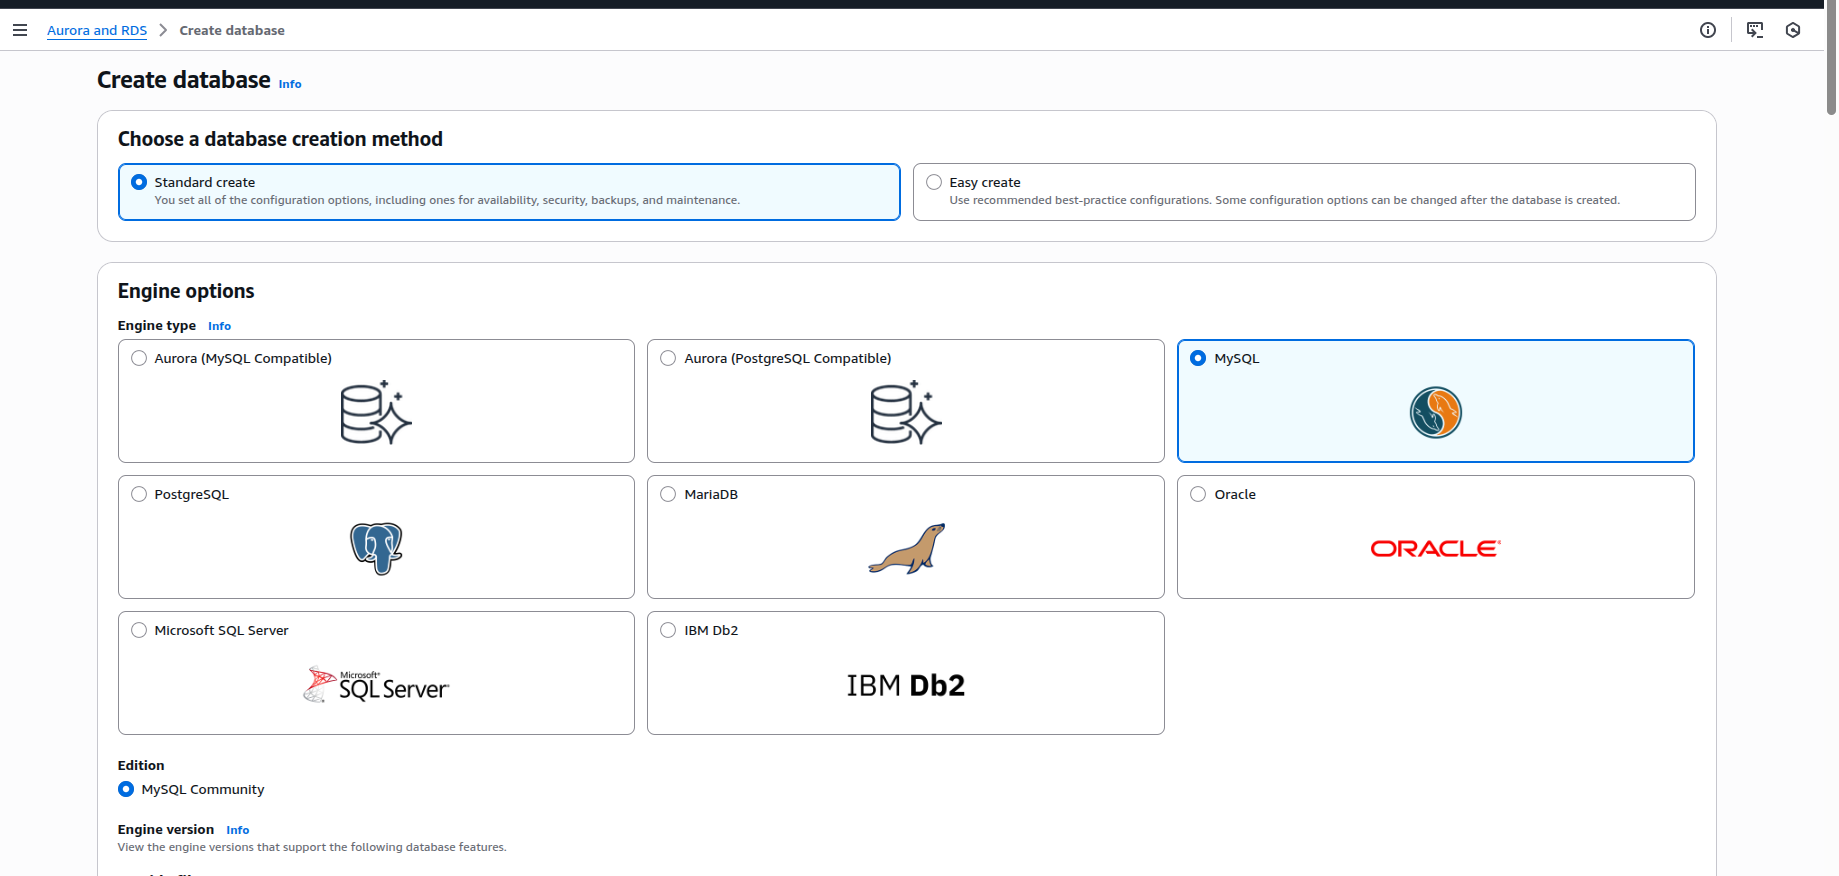 Aurora and RDS > Create database
Create database Info
Choose a database creation method
Standard create
You set all of the configuration options, including ones for availability, security, backups, and maintenance.
Easy create
Use recommended best-practice configurations. Some configuration options can be changed after the database is created.
Engine options
Engine type Info
Aurora (MySQL Compatible)
Aurora (PostgreSQL Compatible)
MySQL
PostgreSQL
MariaDB
Oracle
ORACLE
Microsoft SQL Server
Microsoft
SQL Server
IBM Db2
IBM Db2
Edition
MySQL Community
Engine version Info
View the engine versions that support the following database features.